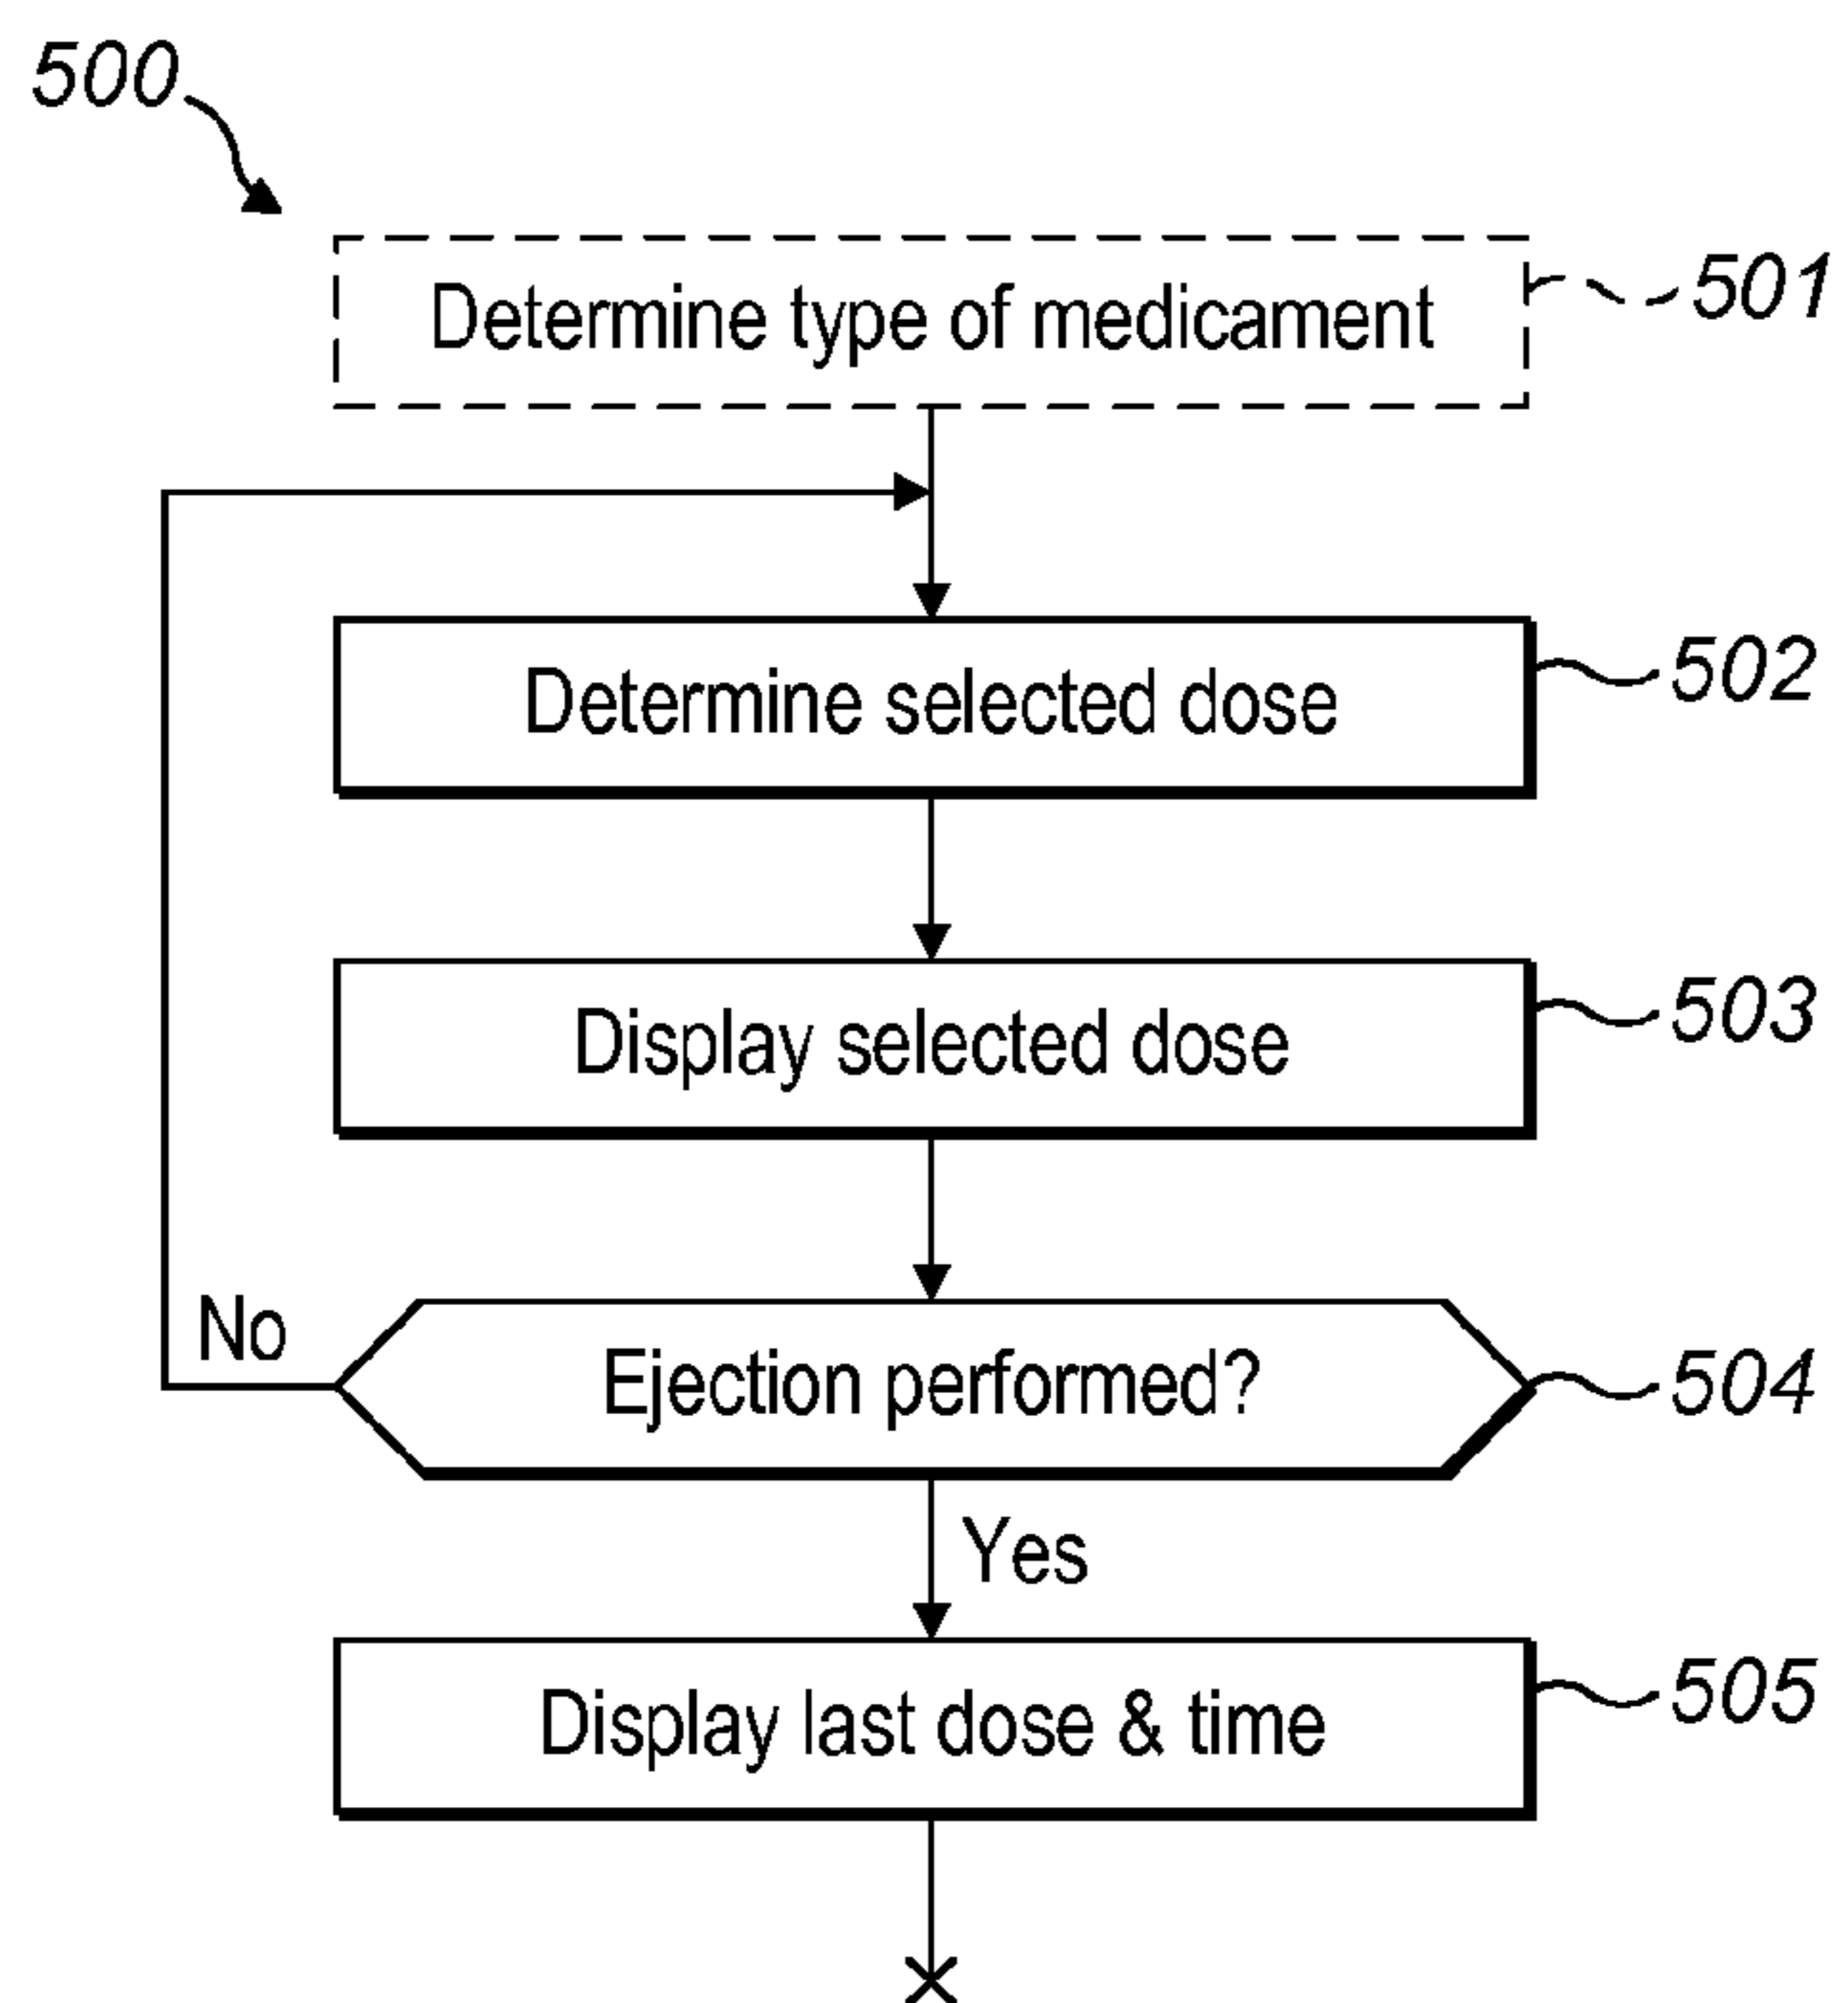 500
Determine type of medicament
501
Determine selected dose
502
Display selected dose
503
No
Ejection performed?
504
Yes
Display last dose & time
505